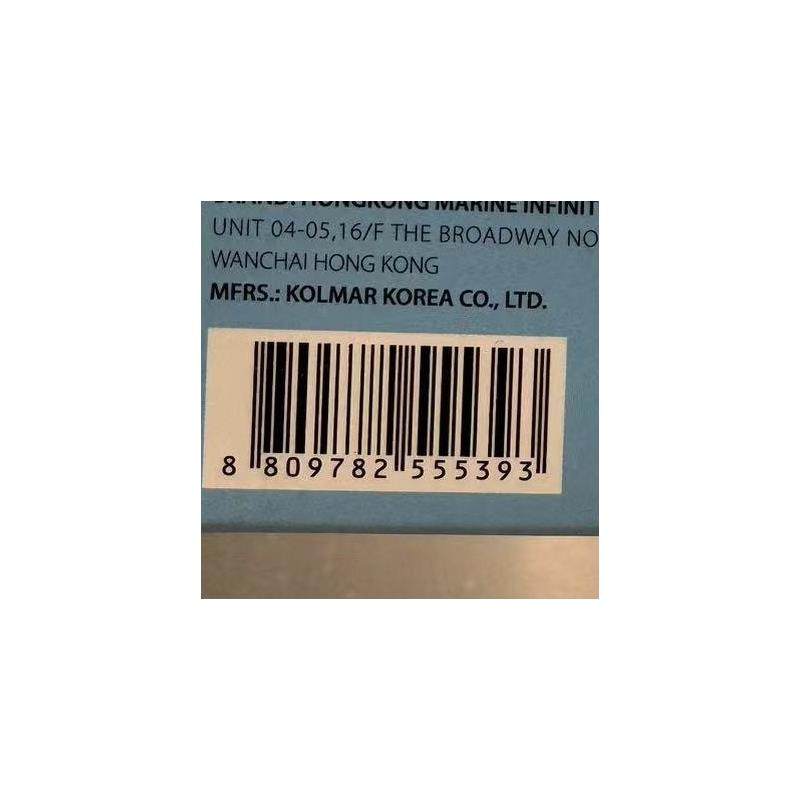 BRAND: HONGKONG MARINE INFINIT
UNIT 04-05,16/F THE BROADWAY NO
WANCHAI HONG KONG
MFRS.: KOLMAR KOREA CO., LTD.
8 809782 555393